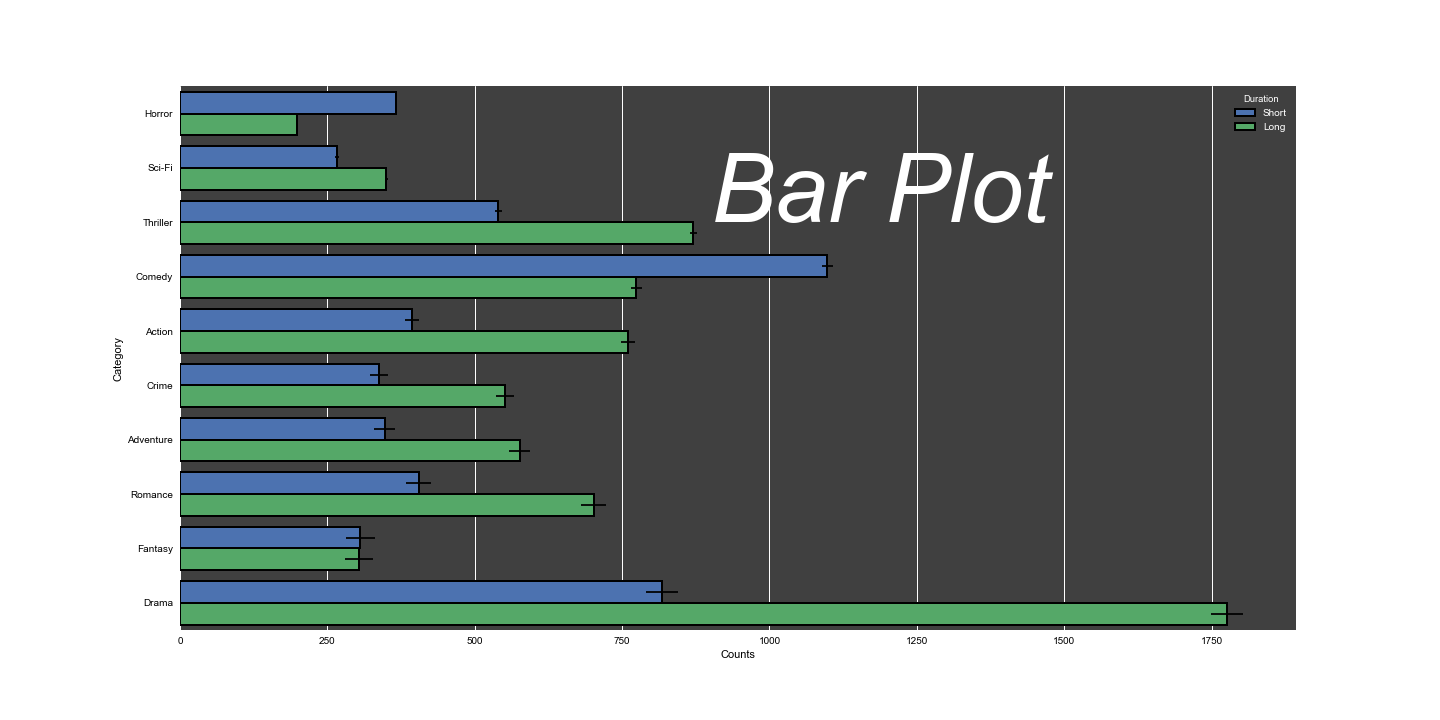 Bar Plot
Duration
Short
Long
Horror
Sci-Fi
Thriller
Comedy
Action
Crime
Adventure
Romance
Fantasy
Drama
Category
0 250 500 750 1000 1250 1500 1750
Counts